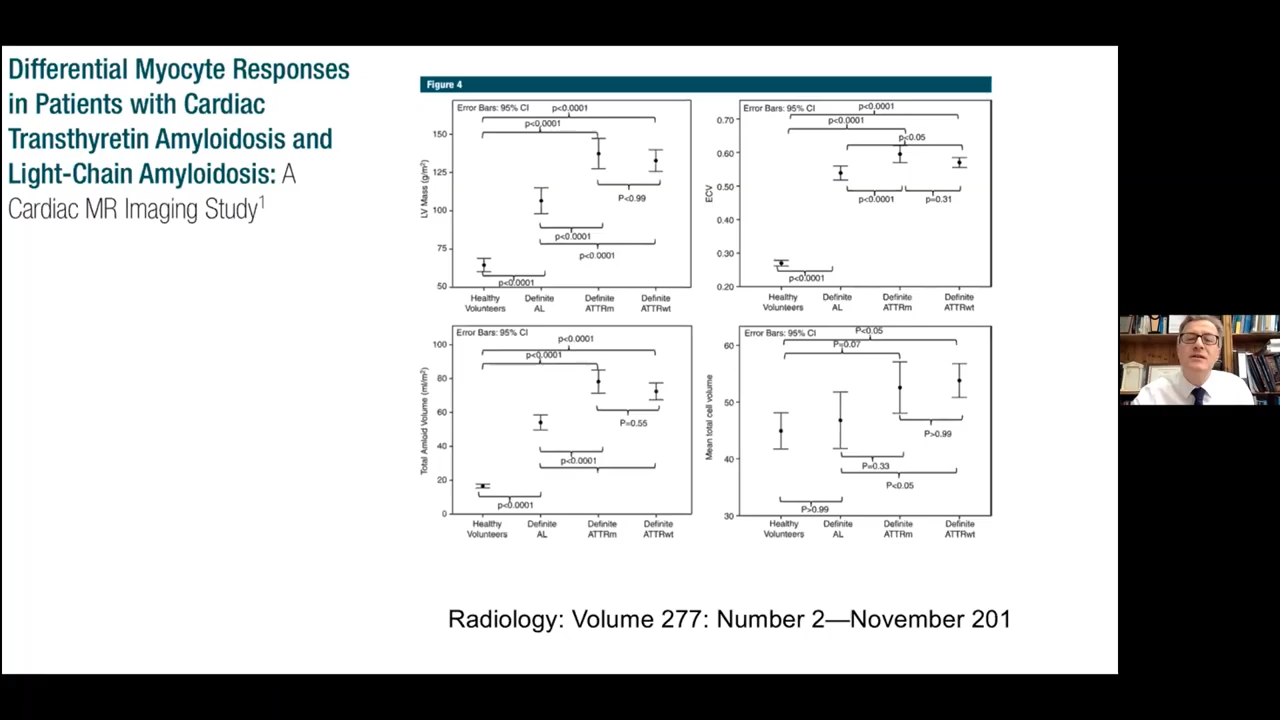 Differential Myocyte Responses
in Patients with Cardiac
Transthyretin Amyloidosis and
Light-Chain Amyloidosis: A
Cardiac MR Imaging Study1
Figure 4
Error Bars: 95% CI
p<0.0001
p<0.0001
LV Mass (g/m²)
150
125
100
75
50
P<0.99
p<0.0001
p<0.0001
p<0.0001
Healthy Volunteers
Definite AL
Definite ATTRm
Definite ATTRwt
Error Bars: 95% CI
p<0.0001
p<0.0001
p<0.05
ECV
0.70
0.60
0.50
0.40
0.30
0.20
p<0.0001
p=0.31
p<0.0001
Healthy Volunteers
Definite AL
Definite ATTRm
Definite ATTRwt
Error Bars: 95% CI
p<0.0001
p<0.0001
Total Amloid Volume (ml/m²)
100
80
60
40
20
0
P=0.55
p<0.0001
p<0.0001
Healthy Volunteers
Definite AL
Definite ATTRm
Definite ATTRwt
Error Bars: 95% CI
P<0.05
P=0.07
Mean total cell volume
60
50
40
30
P>0.99
P=0.33
P<0.05
P>0.99
Healthy Volunteers
Definite AL
Definite ATTRm
Definite ATTRwt
Radiology: Volume 277: Number 2—November 201